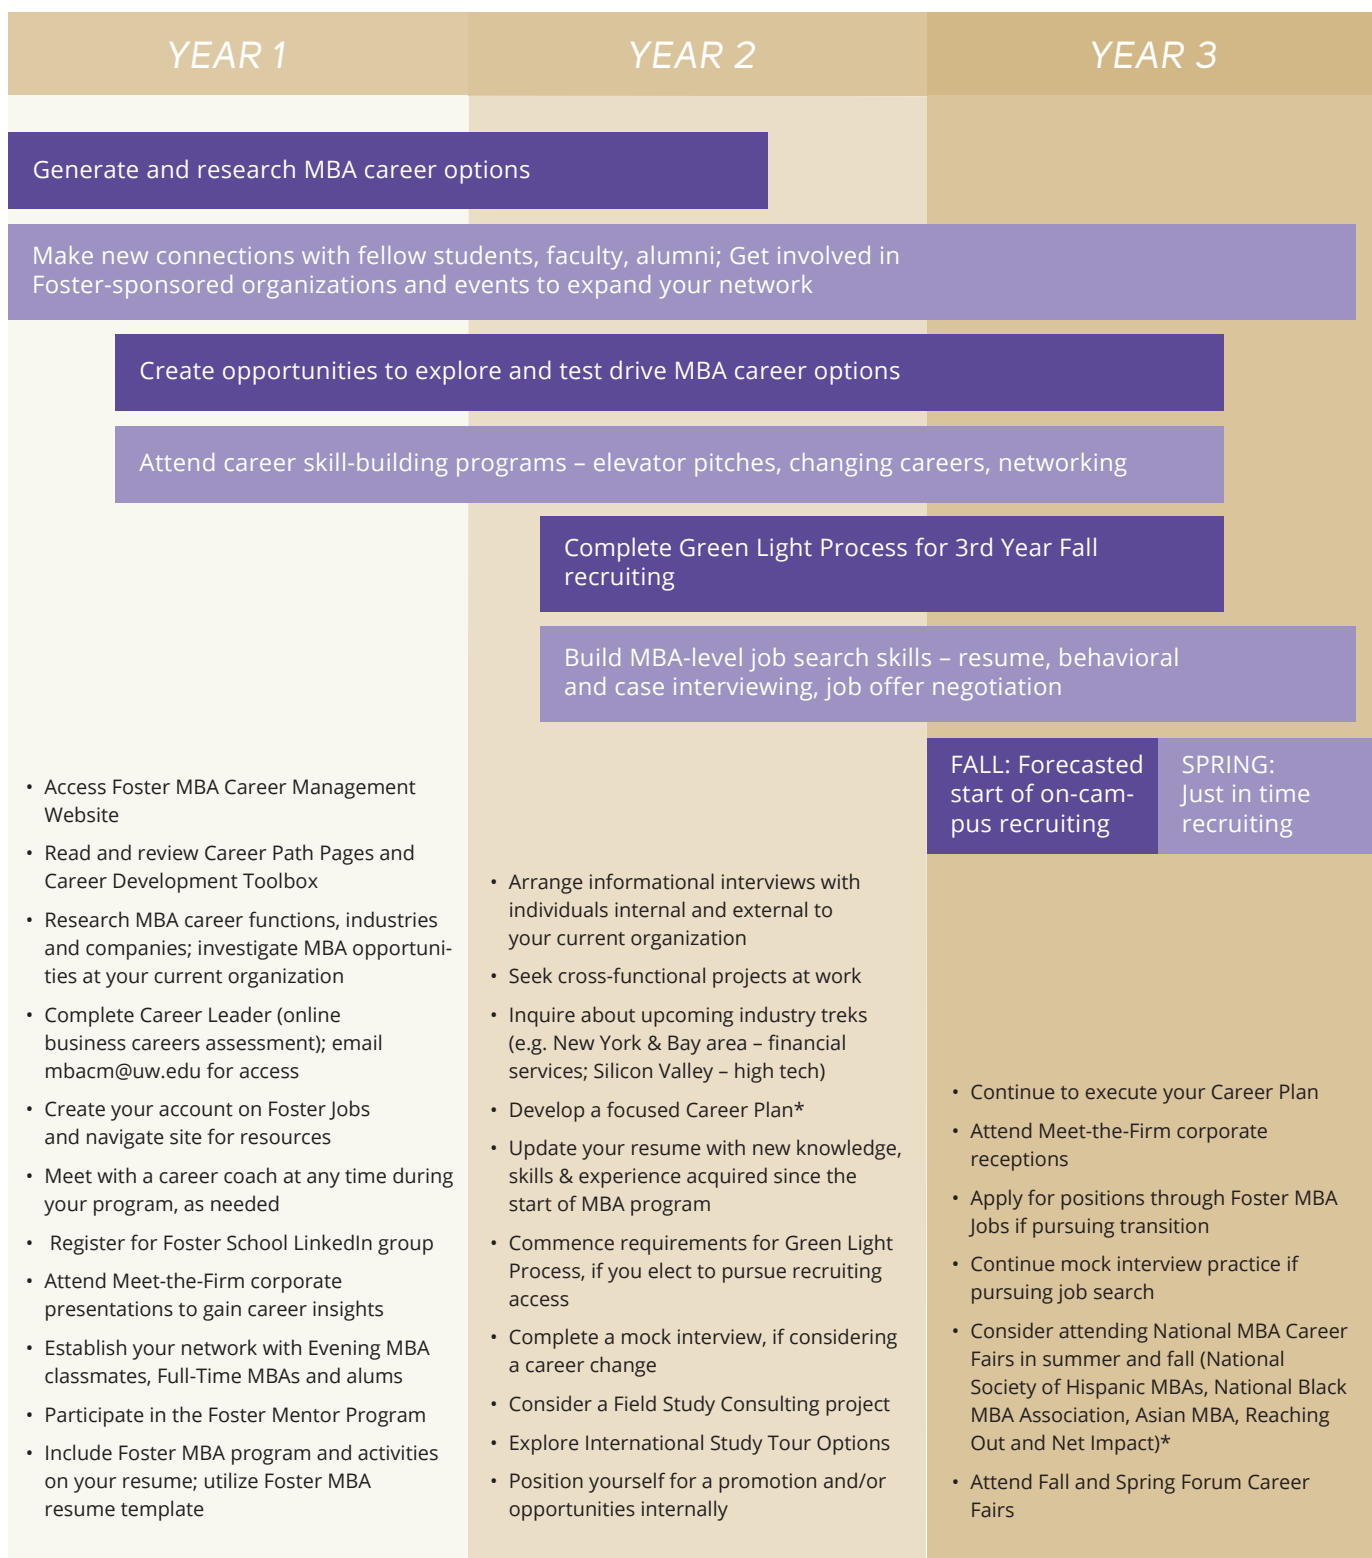 YEAR 1
YEAR 2
YEAR 3
Generate and research MBA career options
Make new connections with fellow students, faculty, alumni; Get involved in
Foster-sponsored organizations and events to expand your network
Create opportunities to explore and test drive MBA career options
Attend career skill-building programs – elevator pitches, changing careers, networking
Complete Green Light Process for 3rd Year Fall
recruiting
Build MBA-level job search skills – resume, behavioral
and case interviewing, job offer negotiation
FALL: Forecasted
start of on-cam-
pus recruiting
SPRING:
Just in time
recruiting
• Access Foster MBA Career Management
Website
• Read and review Career Path Pages and
Career Development Toolbox
• Research MBA career functions, industries
and companies; investigate MBA opportuni-
ties at your current organization
• Complete Career Leader (online
business careers assessment); email
mbacm@uw.edu for access
• Create your account on Foster Jobs
and navigate site for resources
• Meet with a career coach at any time during
your program, as needed
• Register for Foster School LinkedIn group
• Attend Meet-the-Firm corporate
presentations to gain career insights
• Establish your network with Evening MBA
classmates, Full-Time MBAs and alums
• Participate in the Foster Mentor Program
• Include Foster MBA program and activities
on your resume; utilize Foster MBA
resume template
• Arrange informational interviews with
individuals internal and external to
your current organization
• Seek cross-functional projects at work
• Inquire about upcoming industry treks
(e.g. New York & Bay area – financial
services; Silicon Valley – high tech)
• Develop a focused Career Plan*
• Update your resume with new knowledge,
skills & experience acquired since the
start of MBA program
• Commence requirements for Green Light
Process, if you elect to pursue recruiting
access
• Complete a mock interview, if considering
a career change
• Consider a Field Study Consulting project
• Explore International Study Tour Options
• Position yourself for a promotion and/or
opportunities internally
• Continue to execute your Career Plan
• Attend Meet-the-Firm corporate
receptions
• Apply for positions through Foster MBA
Jobs if pursuing transition
• Continue mock interview practice if
pursuing job search
• Consider attending National MBA Career
Fairs in summer and fall (National
Society of Hispanic MBAs, National Black
MBA Association, Asian MBA, Reaching
Out and Net Impact)*
• Attend Fall and Spring Forum Career
Fairs